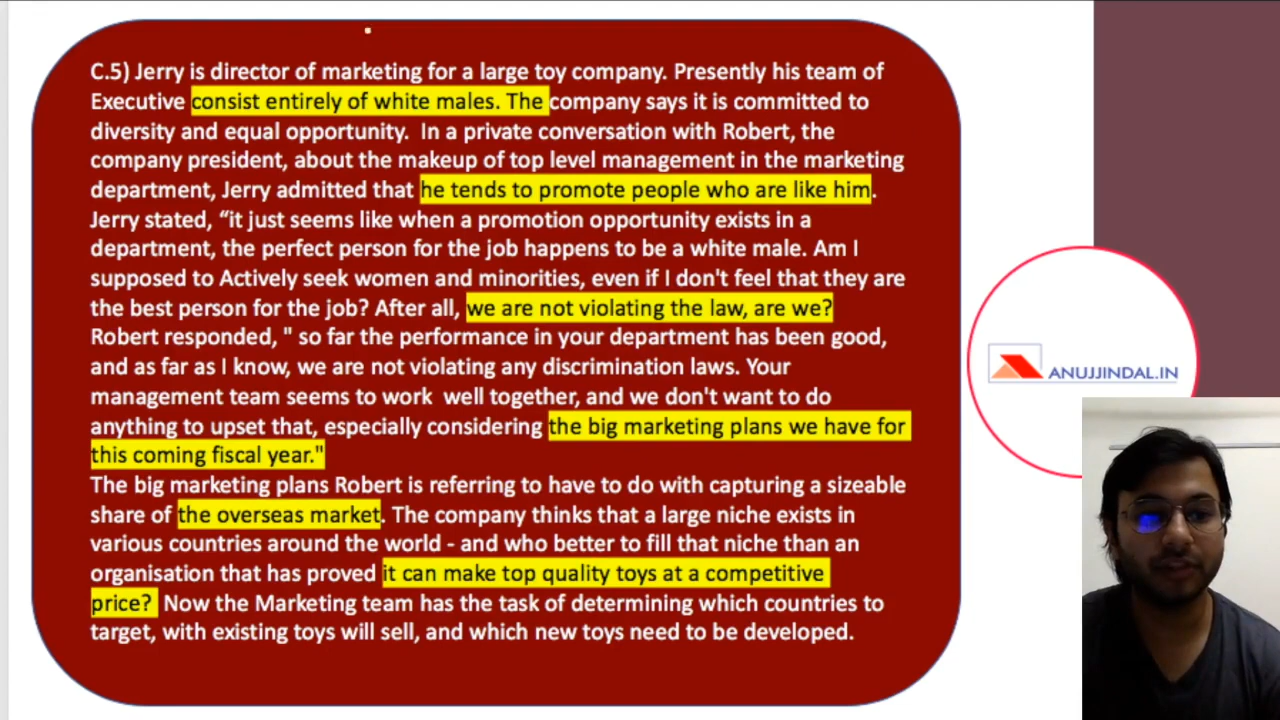 C.5) Jerry is director of marketing for a large toy company. Presently his team of
Executive consist entirely of white males. The company says it is committed to
diversity and equal opportunity.  In a private conversation with Robert, the
company president, about the makeup of top level management in the marketing
department, Jerry admitted that he tends to promote people who are like him.
Jerry stated, “it just seems like when a promotion opportunity exists in a
department, the perfect person for the job happens to be a white male. Am I
supposed to Actively seek women and minorities, even if I don't feel that they are
the best person for the job? After all, we are not violating the law, are we?
Robert responded, " so far the performance in your department has been good,
and as far as I know, we are not violating any discrimination laws. Your
management team seems to work  well together, and we don't want to do
anything to upset that, especially considering the big marketing plans we have for
this coming fiscal year."
The big marketing plans Robert is referring to have to do with capturing a sizeable
share of the overseas market. The company thinks that a large niche exists in
various countries around the world - and who better to fill that niche than an
organisation that has proved it can make top quality toys at a competitive
price?  Now the Marketing team has the task of determining which countries to
target, with existing toys will sell, and which new toys need to be developed.
ANUJJINDAL.IN